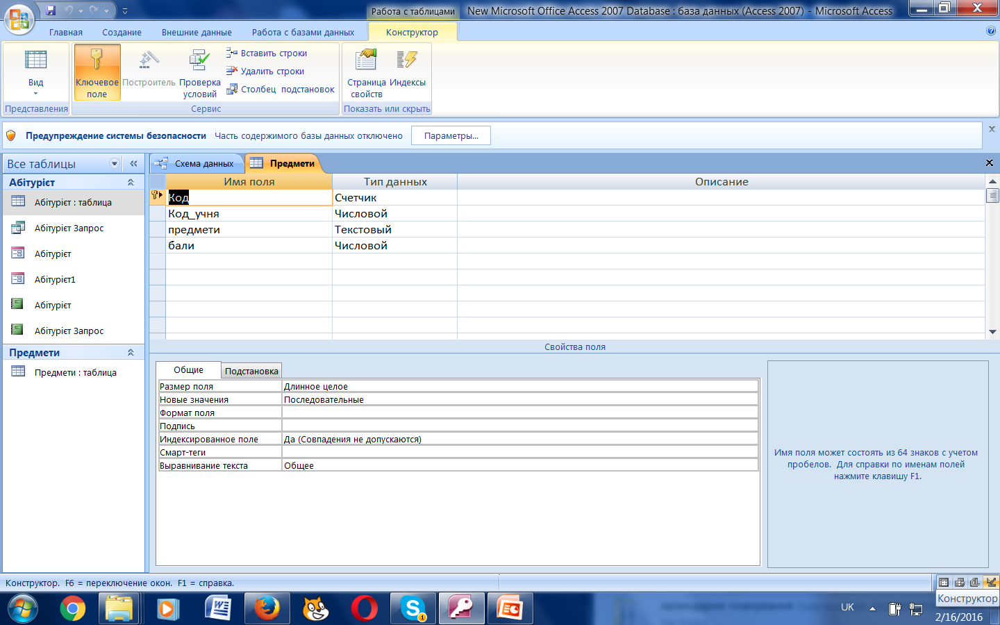 Работа с таблицами
New Microsoft Office Access 2007 Database : база данных (Access 2007) - Microsoft Access
Главная
Создание
Внешние данные
Работа с базами данных
Конструктор
Вид
Ключевое поле
Построитель
Проверка условий
Вставить строки
Удалить строки
Столбец подстановок
Страница свойств
Индексы
Представления
Сервис
Показать или скрыть
Предупреждение системы безопасности
Часть содержимого базы данных отключено
Параметры...
Все таблицы
Абітурієт
Абітурієт : таблица
Абітурієт Запрос
Абітурієт
Абітурієт1
Абітурієт
Абітурієт Запрос
Предмети
Предмети : таблица
Схема данных
Предмети
Имя поля
Тип данных
Описание
Код
Счетчик
Код_учня
Числовой
предмети
Текстовый
бали
Числовой
Свойства поля
Общие
Подстановка
Размер поля
Длинное целое
Новые значения
Последовательные
Формат поля
Подпись
Индексированное поле
Да (Совпадения не допускаются)
Смарт-теги
Выравнивание текста
Общее
Имя поля может состоять из 64 знаков с учетом
пробелов. Для справки по именам полей
нажмите клавишу F1.
Конструктор. F6 = переключение окон. F1 = справка.
Конструктор
UK
2/16/2016